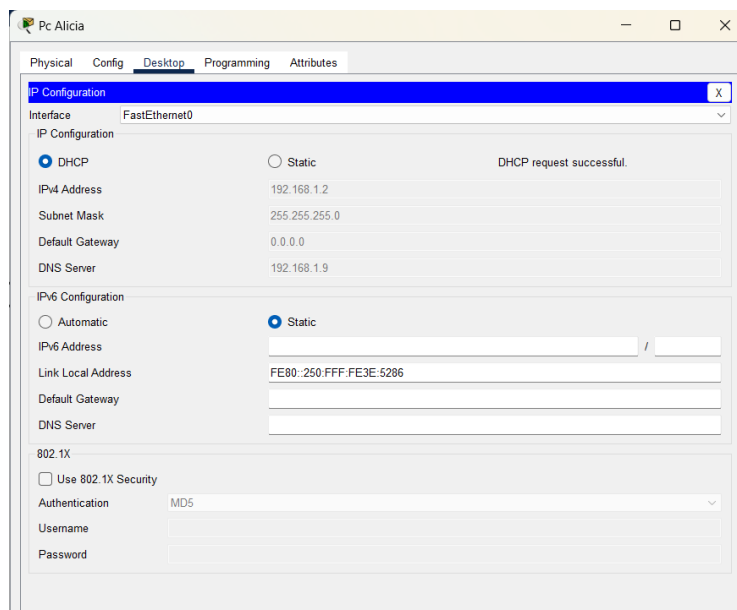 Pc Alicia
Physical Config Desktop Programming Attributes
IP Configuration X
Interface FastEthernet0
IP Configuration
DHCP Static DHCP request successful.
IPv4 Address 192.168.1.2
Subnet Mask 255.255.255.0
Default Gateway 0.0.0.0
DNS Server 192.168.1.9
IPv6 Configuration
Automatic Static
IPv6 Address /
Link Local Address FE80::250:FFF:FE3E:5286
Default Gateway
DNS Server
802.1X
Use 802.1X Security
Authentication MD5
Username
Password